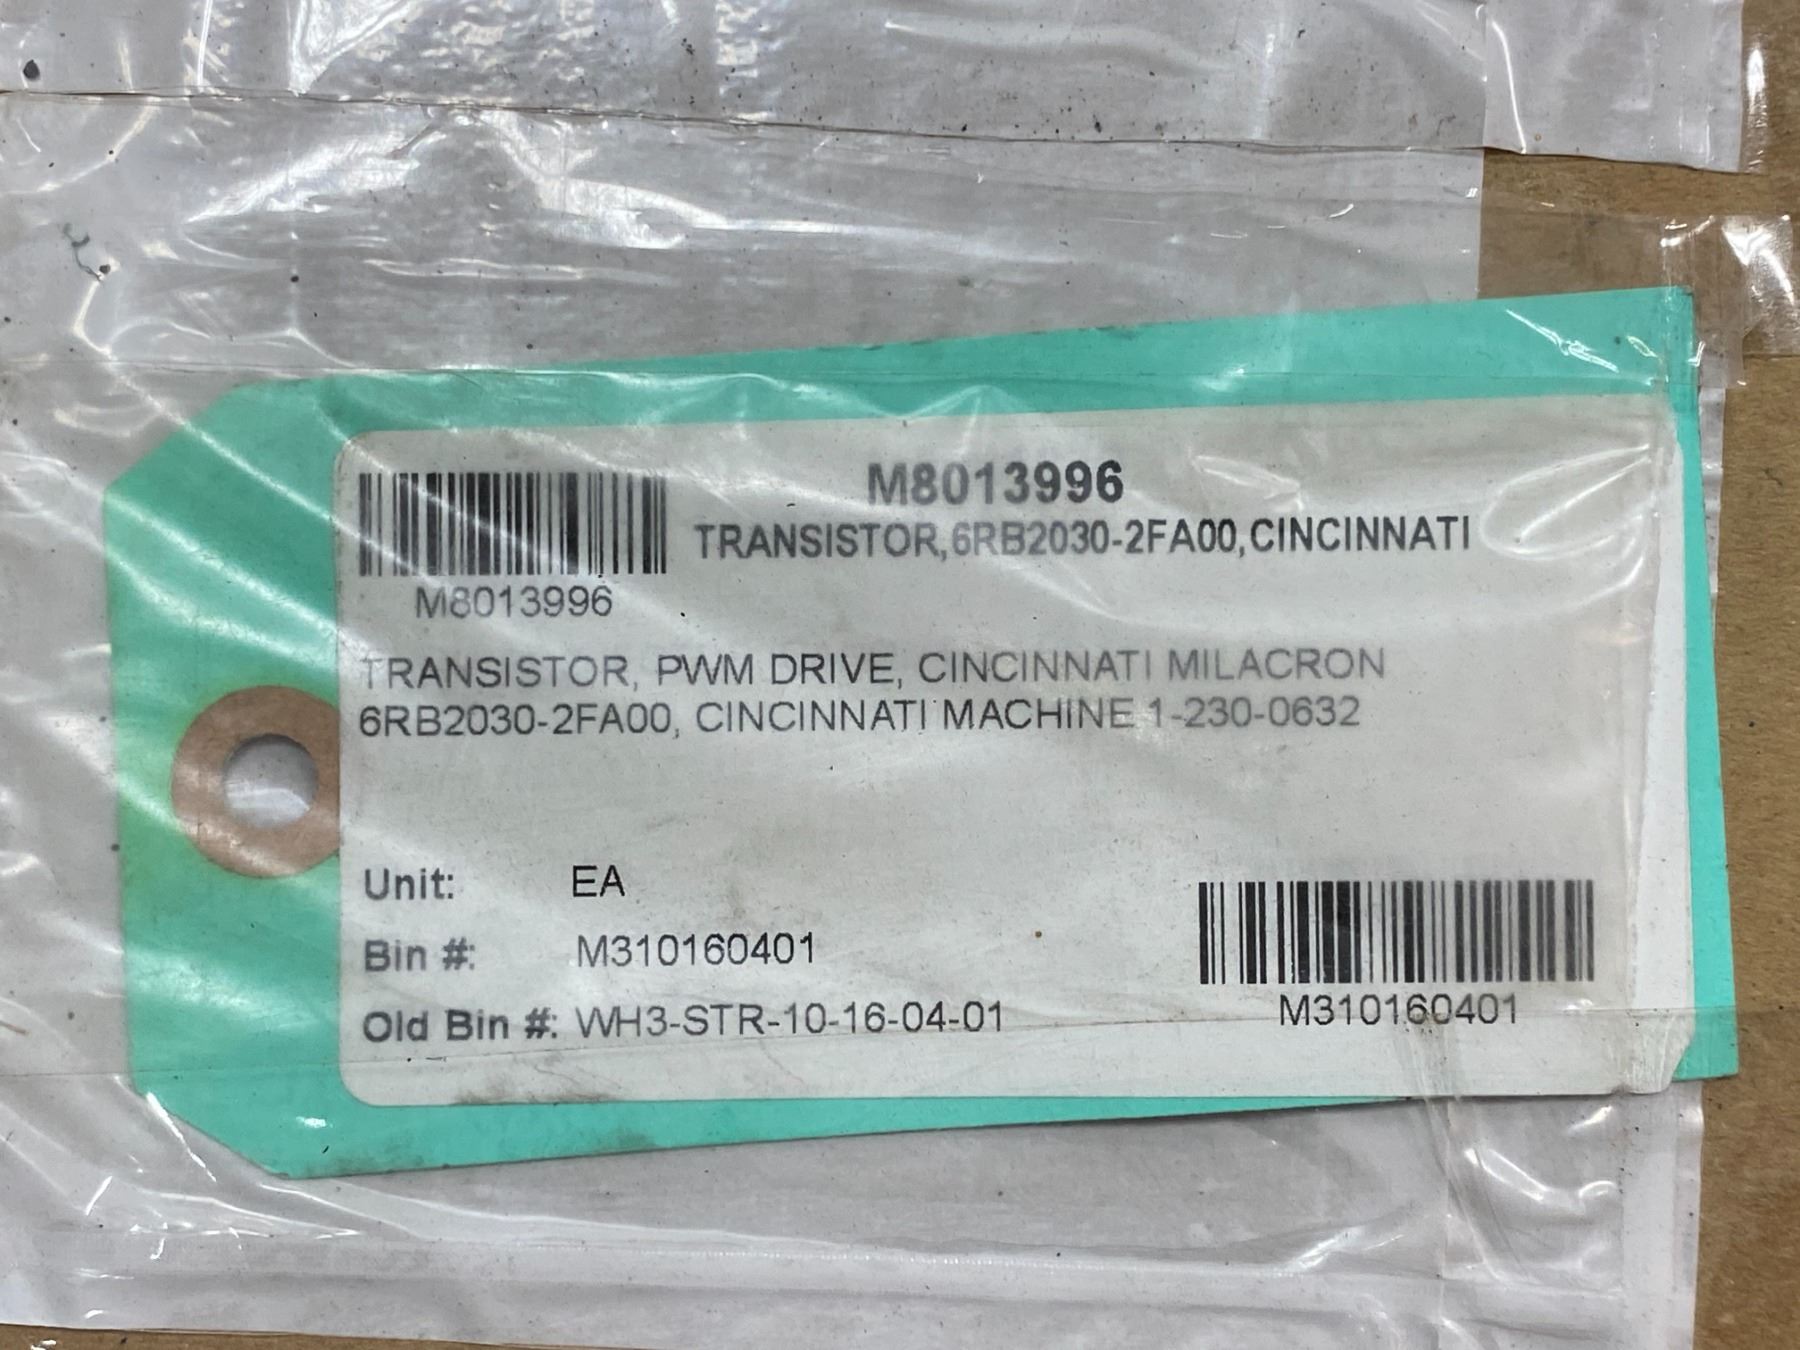 M8013996
TRANSISTOR,6RB2030-2FA00,CINCINNATI
M8013996
TRANSISTOR, PWM DRIVE, CINCINNATI MILACRON
6RB2030-2FA00, CINCINNATI MACHINE 1-230-0632
Unit: EA
Bin #: M310160401
Old Bin #: WH3-STR-10-16-04-01
M310160401